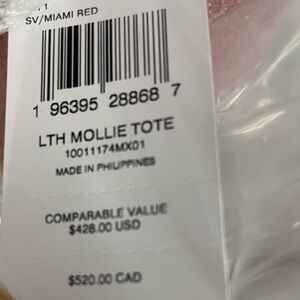 1
SV/MIAMI RED
1 96395 28868 7
LTH MOLLIE TOTE
10011174MX01
MADE IN PHILIPPINES
COMPARABLE VALUE
$428.00 USD
$520.00 CAD